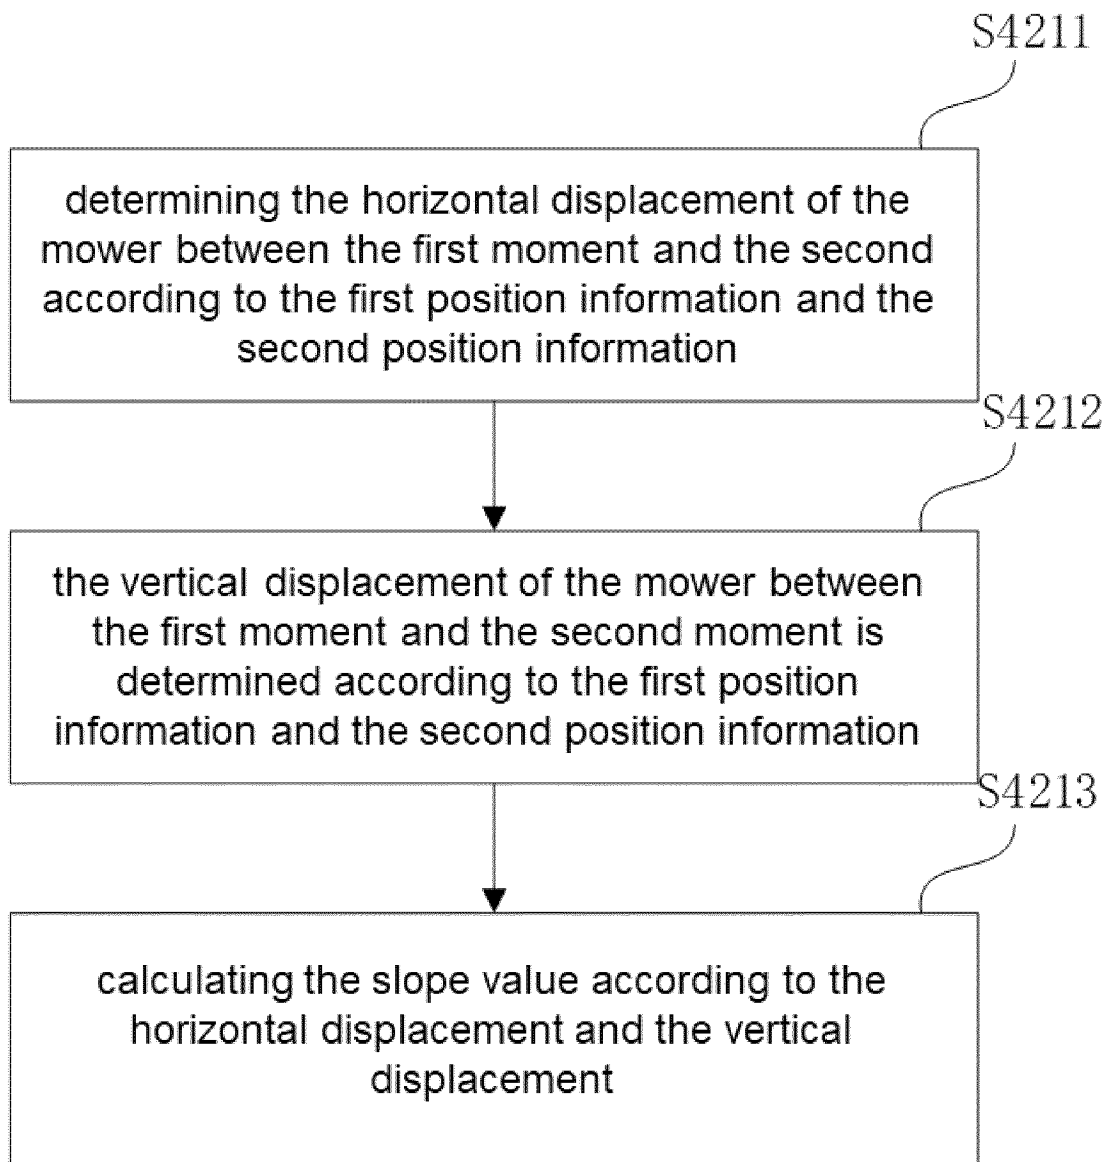 S4211
determining the horizontal displacement of the
mower between the first moment and the second
according to the first position information and the
second position information
S4212
the vertical displacement of the mower between
the first moment and the second moment is
determined according to the first position
information and the second position information
S4213
calculating the slope value according to the
horizontal displacement and the vertical
displacement